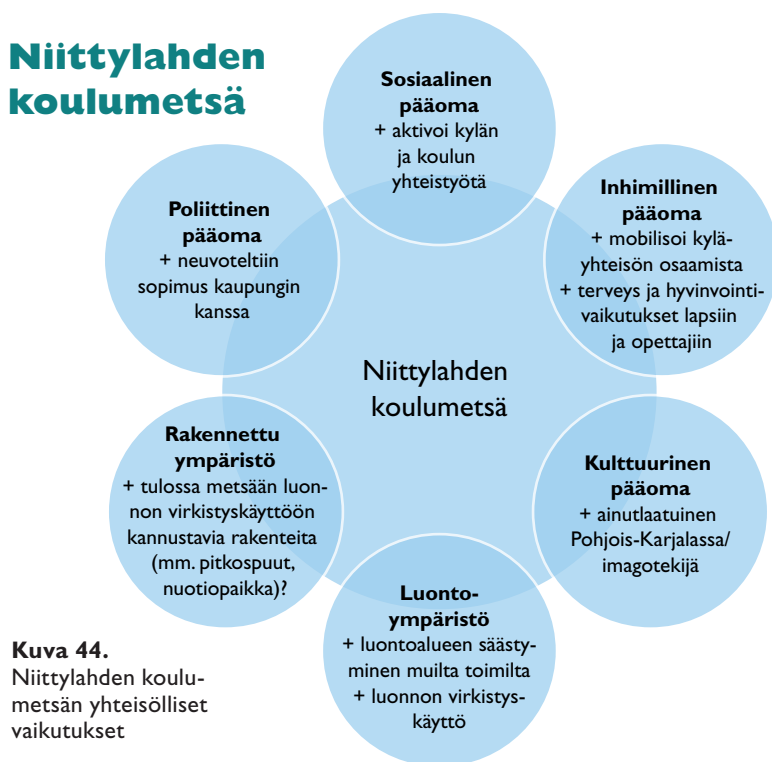 Niittylahden
koulumetsä
Sosiaalinen
pääoma
+ aktivoi kylän
ja koulun
yhteistyötä
Inhimillinen
pääoma
+ mobilisoi kylä-
yhteisön osaamista
+ terveys ja hyvinvointi-
vaikutukset lapsiin
ja opettajiin
Kulttuurinen
pääoma
+ ainutlaatuinen
Pohjois-Karjalassa/
imagotekijä
Luonto-
ympäristö
+ luontoalueen säästy-
minen muilta toimilta
+ luonnon virkistys-
käyttö
Rakennettu
ympäristö
+ tulossa metsään luon-
non virkistyskäyttöön
kannustavia rakenteita
(mm. pitkospuut,
nuotiopaikka)?
Poliittinen
pääoma
+ neuvoteltiin
sopimus kaupungin
kanssa
Niittylahden
koulumetsä
Kuva 44.
Niittylahden koulu-
metsän yhteisölliset
vaikutukset